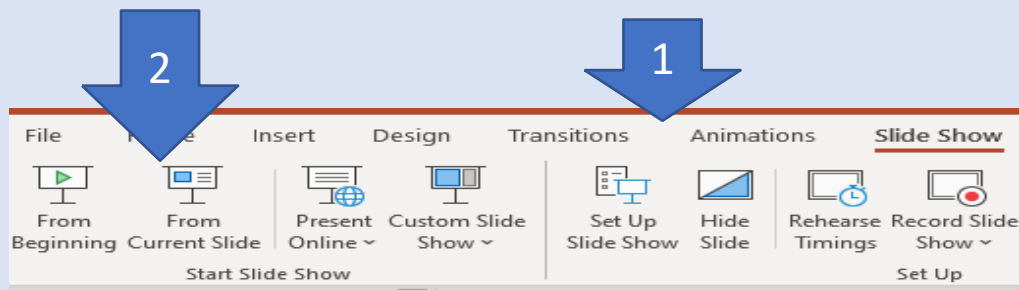 2 1
File Insert Design Transitions Animations Slide Show
From From Present Custom Slide Set Up Hide Rehearse Record Slide
Beginning Current Slide Online Show Slide Show Slide Timings Show
Start Slide Show Set Up